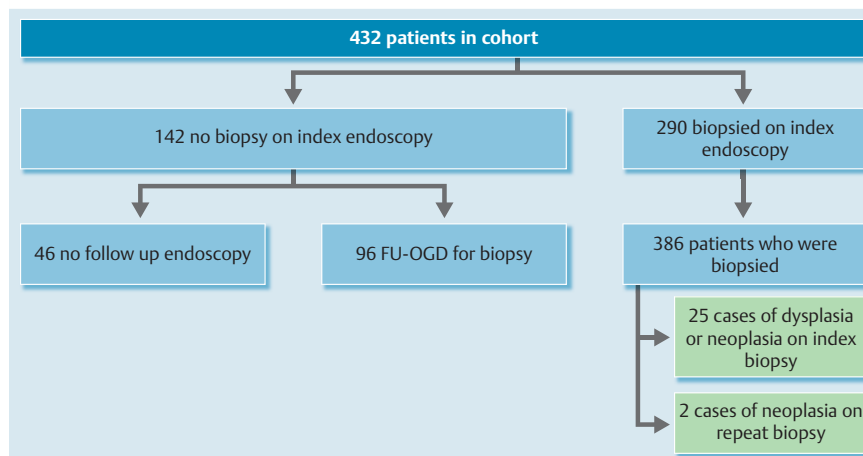 432 patients in cohort
142 no biopsy on index endoscopy
290 biopsied on index
endoscopy
46 no follow up endoscopy
96 FU-OGD for biopsy
386 patients who were
biopsied
25 cases of dysplasia
or neoplasia on index
biopsy
2 cases of neoplasia on
repeat biopsy